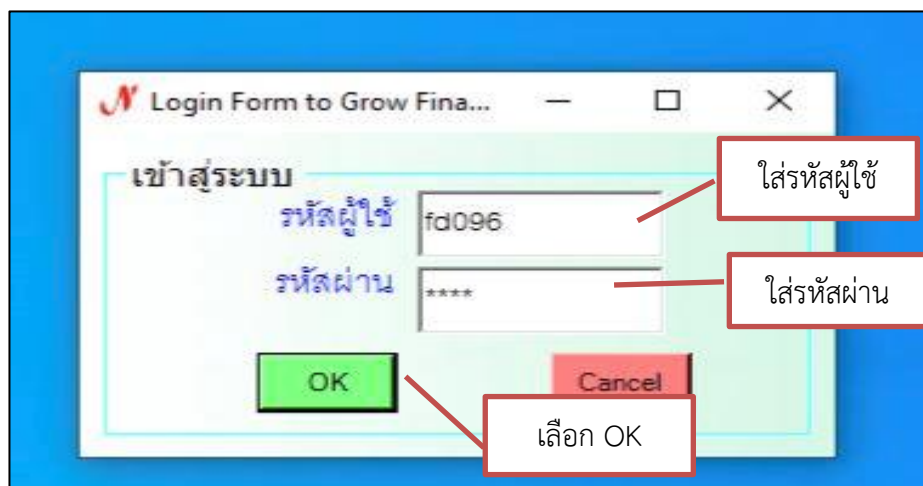 N Login Form to Grow Fina...
เข้าสู่ระบบ
ใส่รหัสผู้ใช้
รหัสผู้ใช้ fd096
รหัสผ่าน ****
ใส่รหัสผ่าน
OK Cancel
เลือก OK